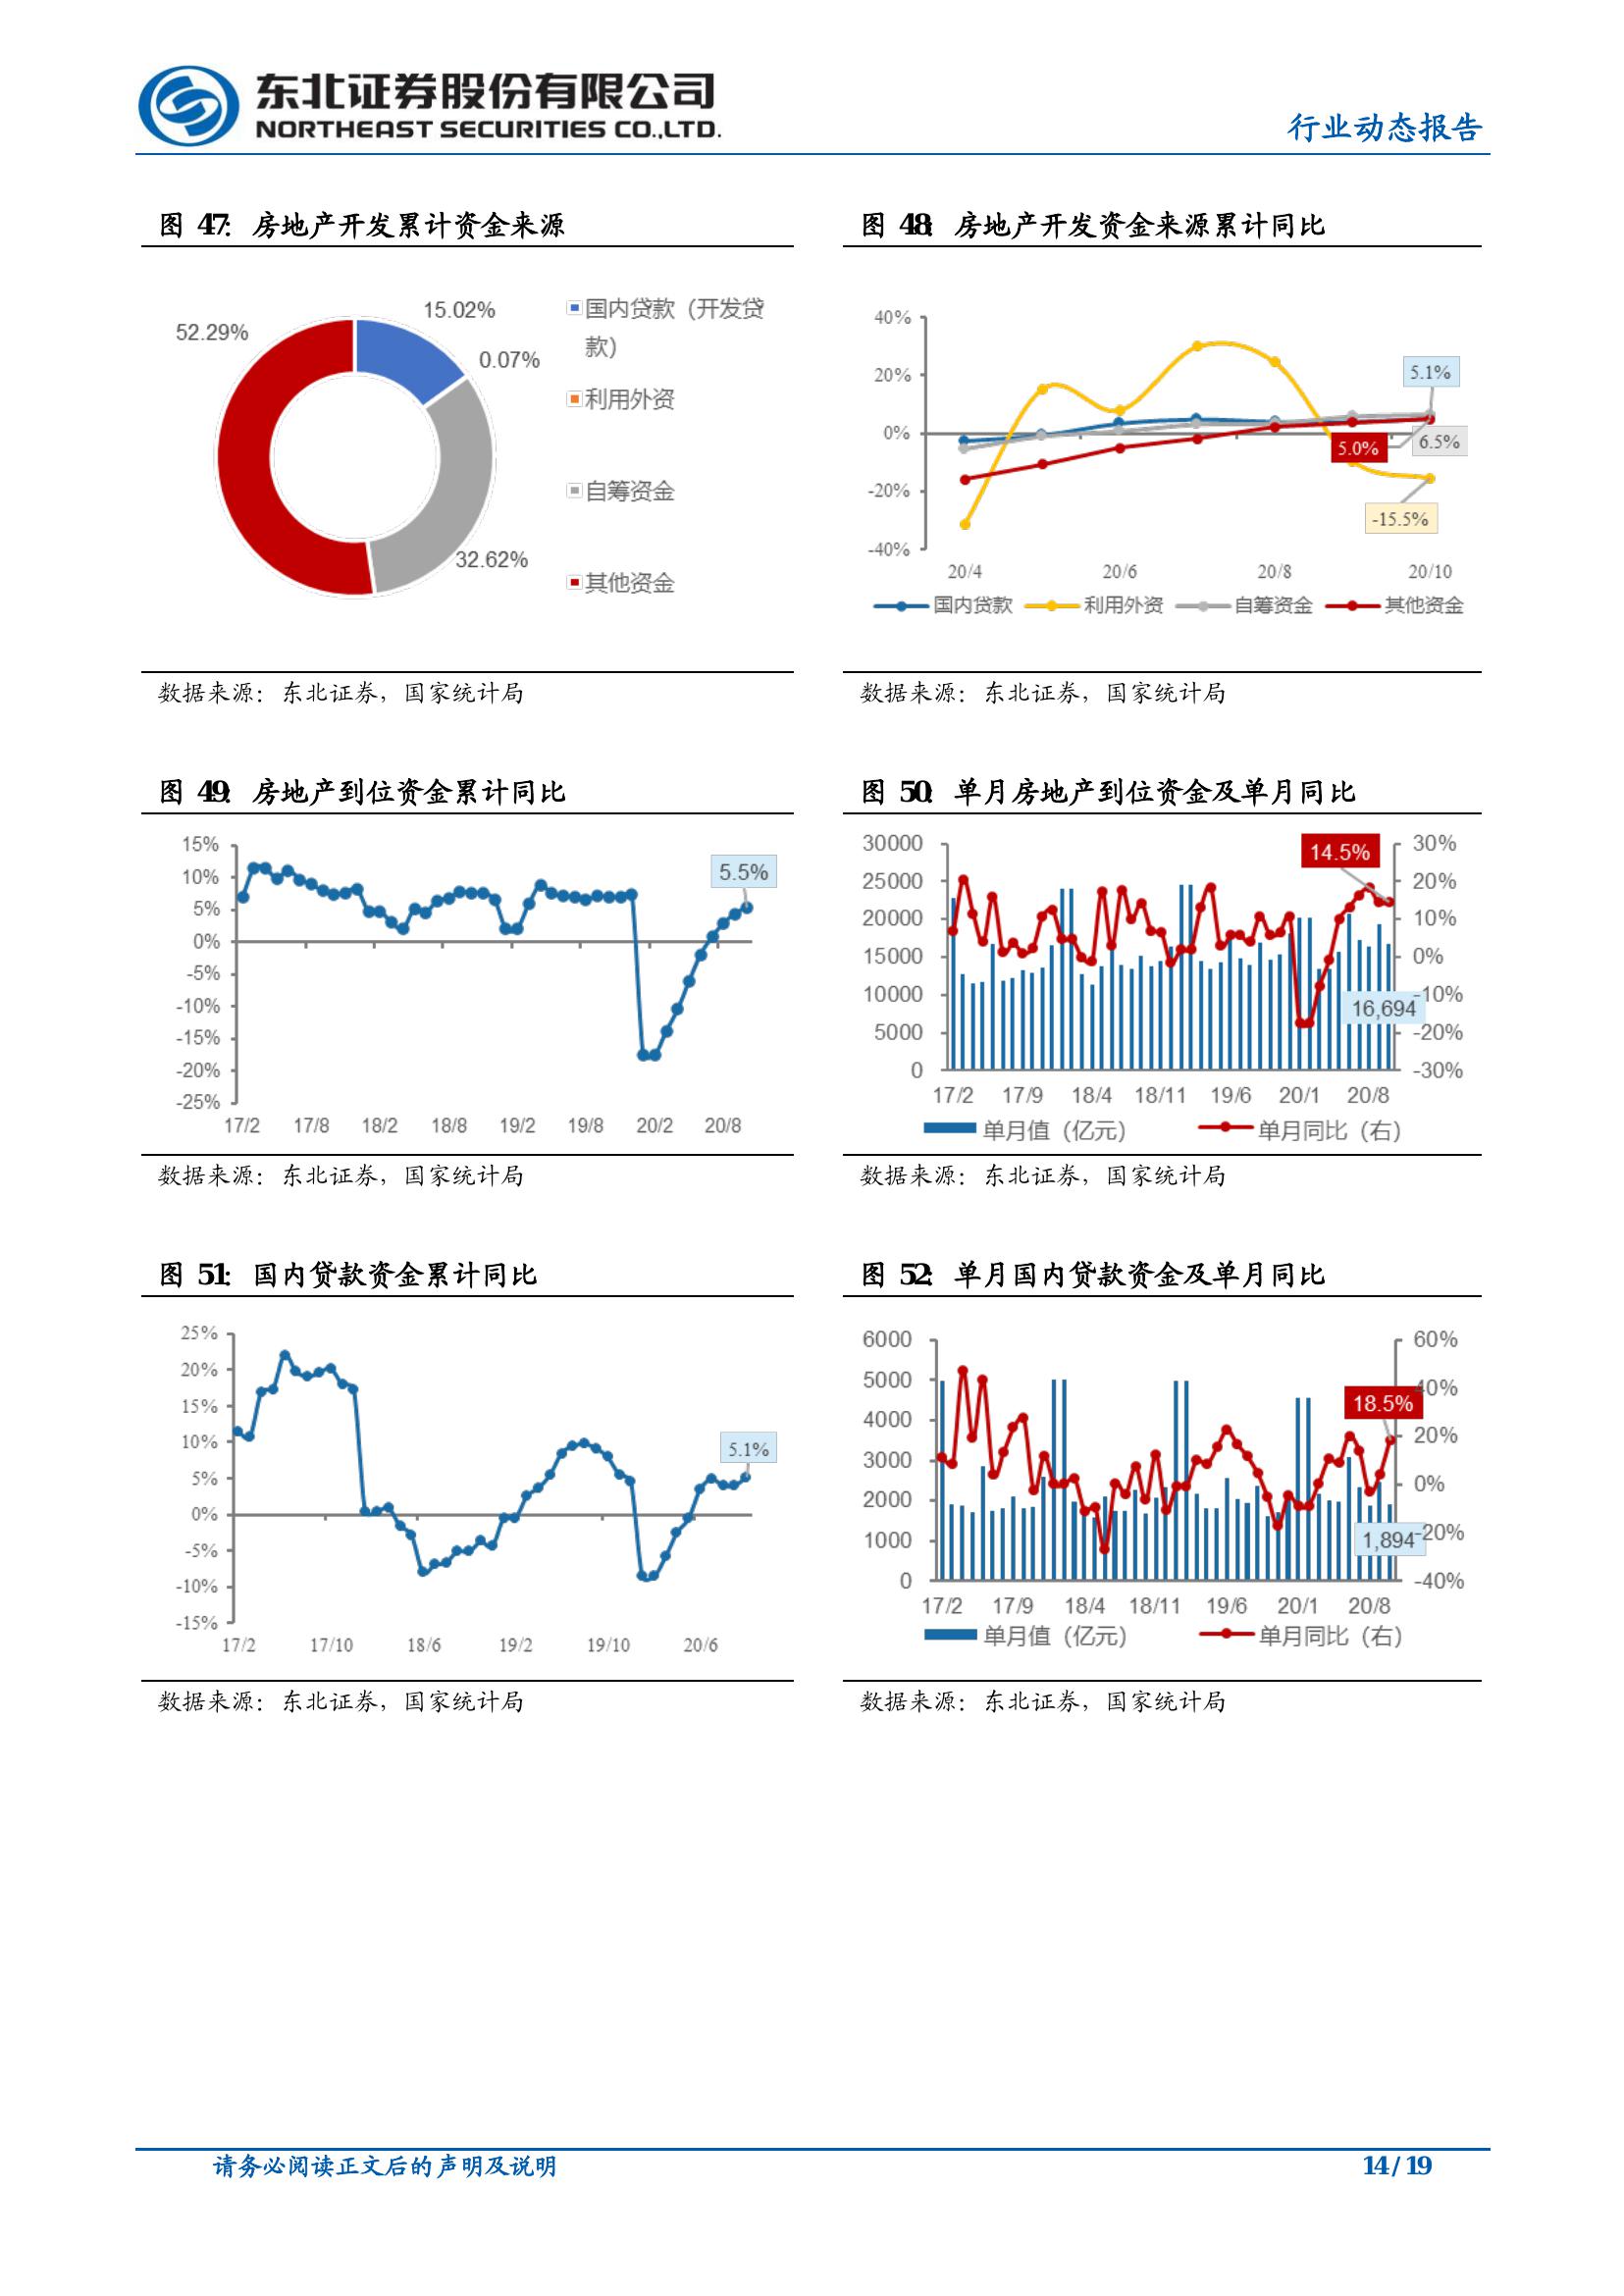 东北证券股份有限公司
NORTHEAST SECURITIES CO.,LTD.
行业动态报告
图 47：房地产开发累计资金来源
52.29%
15.02%
0.07%
32.62%
国内贷款（开发贷
款）
利用外资
自筹资金
其他资金
数据来源：东北证券，国家统计局
图 48：房地产开发资金来源累计同比
40%
20%
0%
-20%
-40%
5.1%
5.0%
6.5%
-15.5%
20/4 20/6 20/8 20/10
国内贷款 利用外资 自筹资金 其他资金
数据来源：东北证券，国家统计局
图 49：房地产到位资金累计同比
15%
10%
5%
0%
-5%
-10%
-15%
-20%
-25%
5.5%
17/2 17/8 18/2 18/8 19/2 19/8 20/2 20/8
数据来源：东北证券，国家统计局
图 50：单月房地产到位资金及单月同比
30000
25000
20000
15000
10000
5000
0
14.5%
16,694
30%
20%
10%
0%
-10%
-20%
-30%
17/2 17/9 18/4 18/11 19/6 20/1 20/8
单月值（亿元） 单月同比（右）
数据来源：东北证券，国家统计局
图 51：国内贷款资金累计同比
25%
20%
15%
10%
5%
0%
-5%
-10%
-15%
5.1%
17/2 17/10 18/6 19/2 19/10 20/6
数据来源：东北证券，国家统计局
图 52：单月国内贷款资金及单月同比
6000
5000
4000
3000
2000
1000
0
18.5%
1,894
60%
40%
20%
0%
-20%
-40%
17/2 17/9 18/4 18/11 19/6 20/1 20/8
单月值（亿元） 单月同比（右）
数据来源：东北证券，国家统计局
请务必阅读正文后的声明及说明
14 / 19